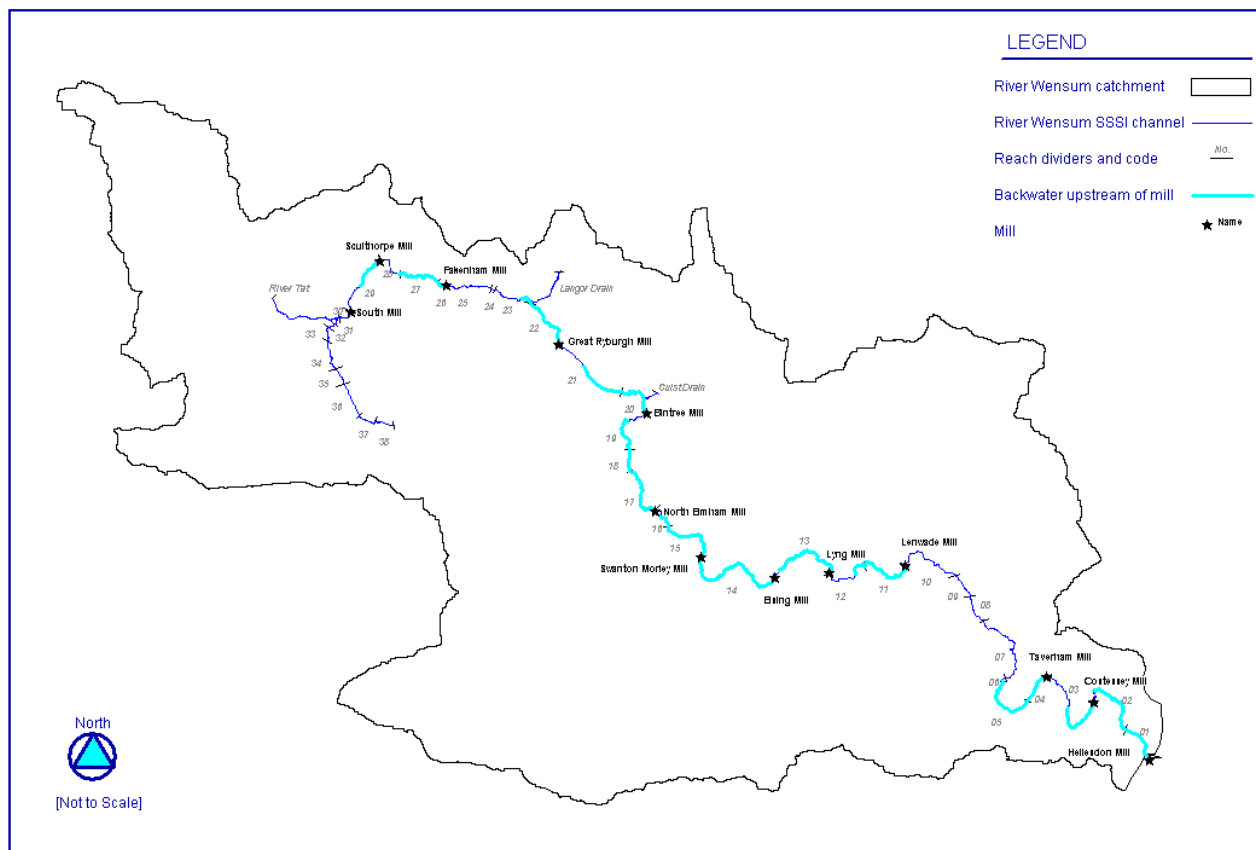 LEGEND
River Wensum catchment
River Wensum SSSI channel
Reach dividers and code
No.
Backwater upstream of mill
Mill
Name
Sculthorpe Mill
28
Fakenham Mill
River Tat
29
27
26
25
24
23
Langor Drain
30
South Mill
31
32
33
22
Great Ryburgh Mill
34
21
35
Guist Drain
36
20
Bintree Mill
37
38
19
18
17
North Elmham Mill
16
15
13
Lyng Mill
Lenwade Mill
Swanton Morley Mill
14
Elsing Mill
12
11
10
09
08
07
Taverham Mill
06
03
Costessey Mill
04
02
05
01
Hellesdon Mill
North
[Not to Scale]